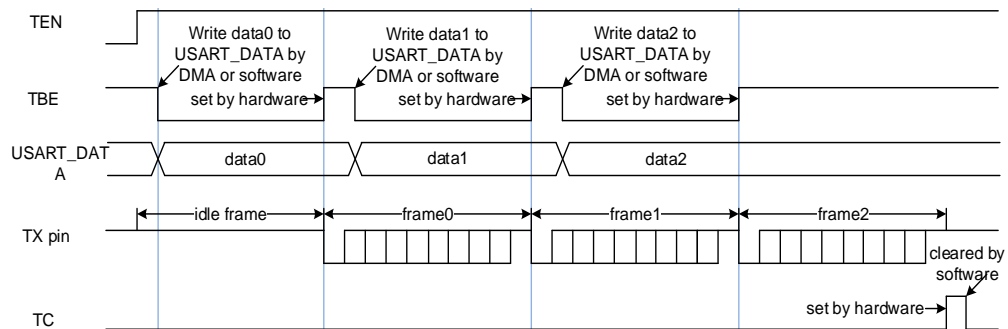 TEN
Write data0 to
USART_DATA by
DMA or software
Write data1 to
USART_DATA by
DMA or software
Write data2 to
USART_DATA by
DMA or software
TBE
set by hardware
set by hardware
set by hardware
USART_DAT
A
data0
data1
data2
idle frame
frame0
frame1
frame2
TX pin
cleared by
software
set by hardware
TC